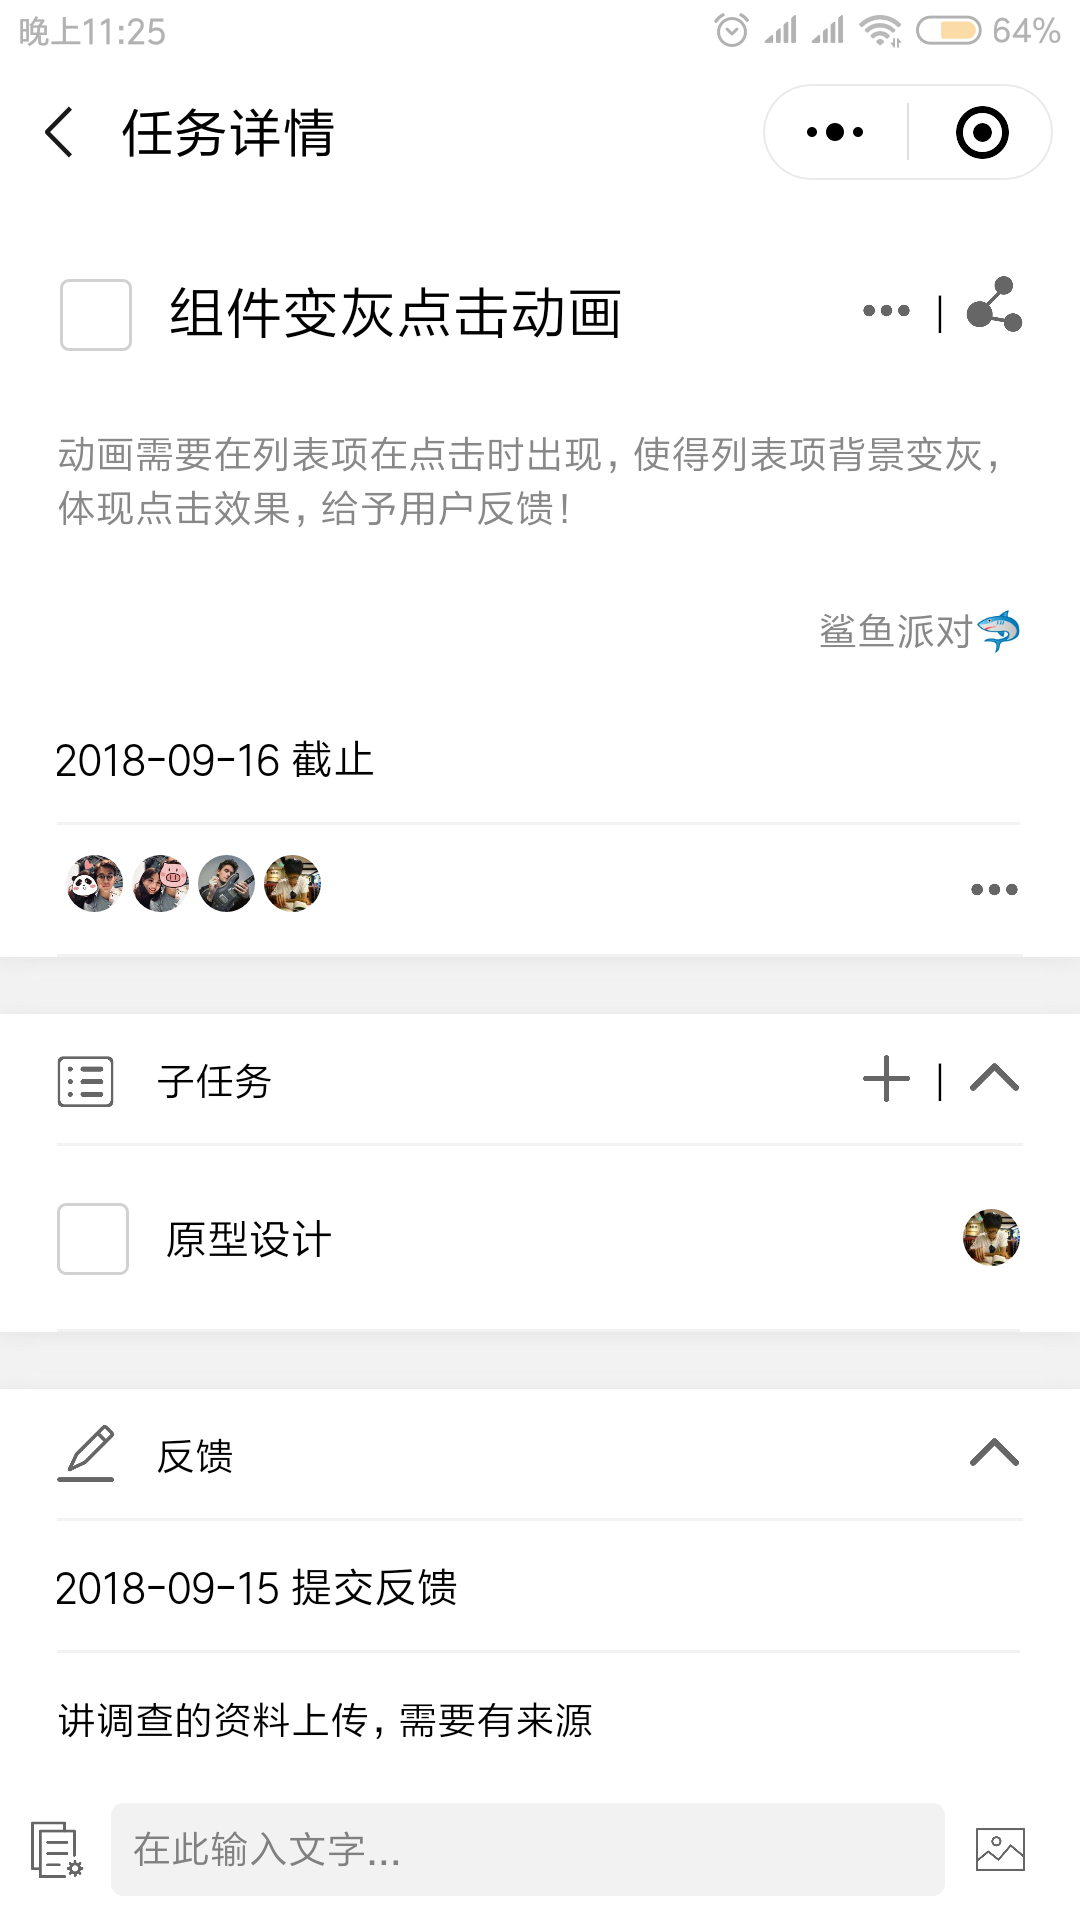 晚上11:25
64%
任务详情
组件变灰点击动画
动画需要在列表项在点击时出现,使得列表项背景变灰,
体现点击效果,给予用户反馈!
鲨鱼派对🦈
2018-09-16 截止
子任务
原型设计
反馈
2018-09-15 提交反馈
讲调查的资料上传,需要有来源
在此输入文字...